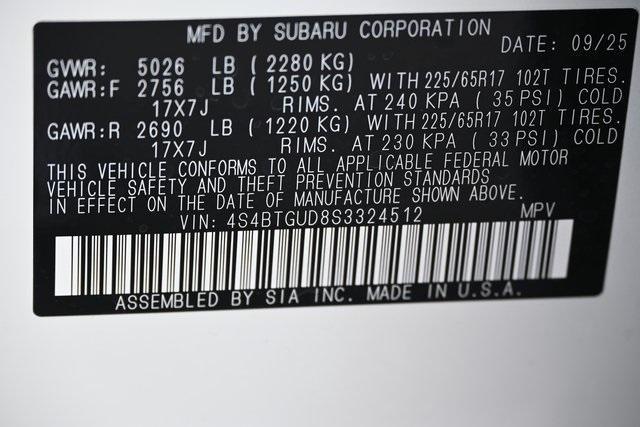 MFD BY SUBARU CORPORATION
DATE: 09/25
GVWR: 5026 LB ( 2280 KG)
GAWR:F 2756 LB ( 1250 KG) WITH 225/65R17 102T TIRES.
17X7J RIMS. AT 240 KPA ( 35 PSI) COLD
GAWR:R 2690 LB ( 1220 KG) WITH 225/65R17 102T TIRES.
17X7J RIMS. AT 230 KPA ( 33 PSI) COLD
THIS VEHICLE CONFORMS TO ALL APPLICABLE FEDERAL MOTOR
VEHICLE SAFETY AND THEFT PREVENTION STANDARDS
IN EFFECT ON THE DATE OF MANUFACTURE SHOWN ABOVE.
VIN: 4S4BTGUD8S3324512 MPV
ASSEMBLED BY SIA INC. MADE IN U.S.A.